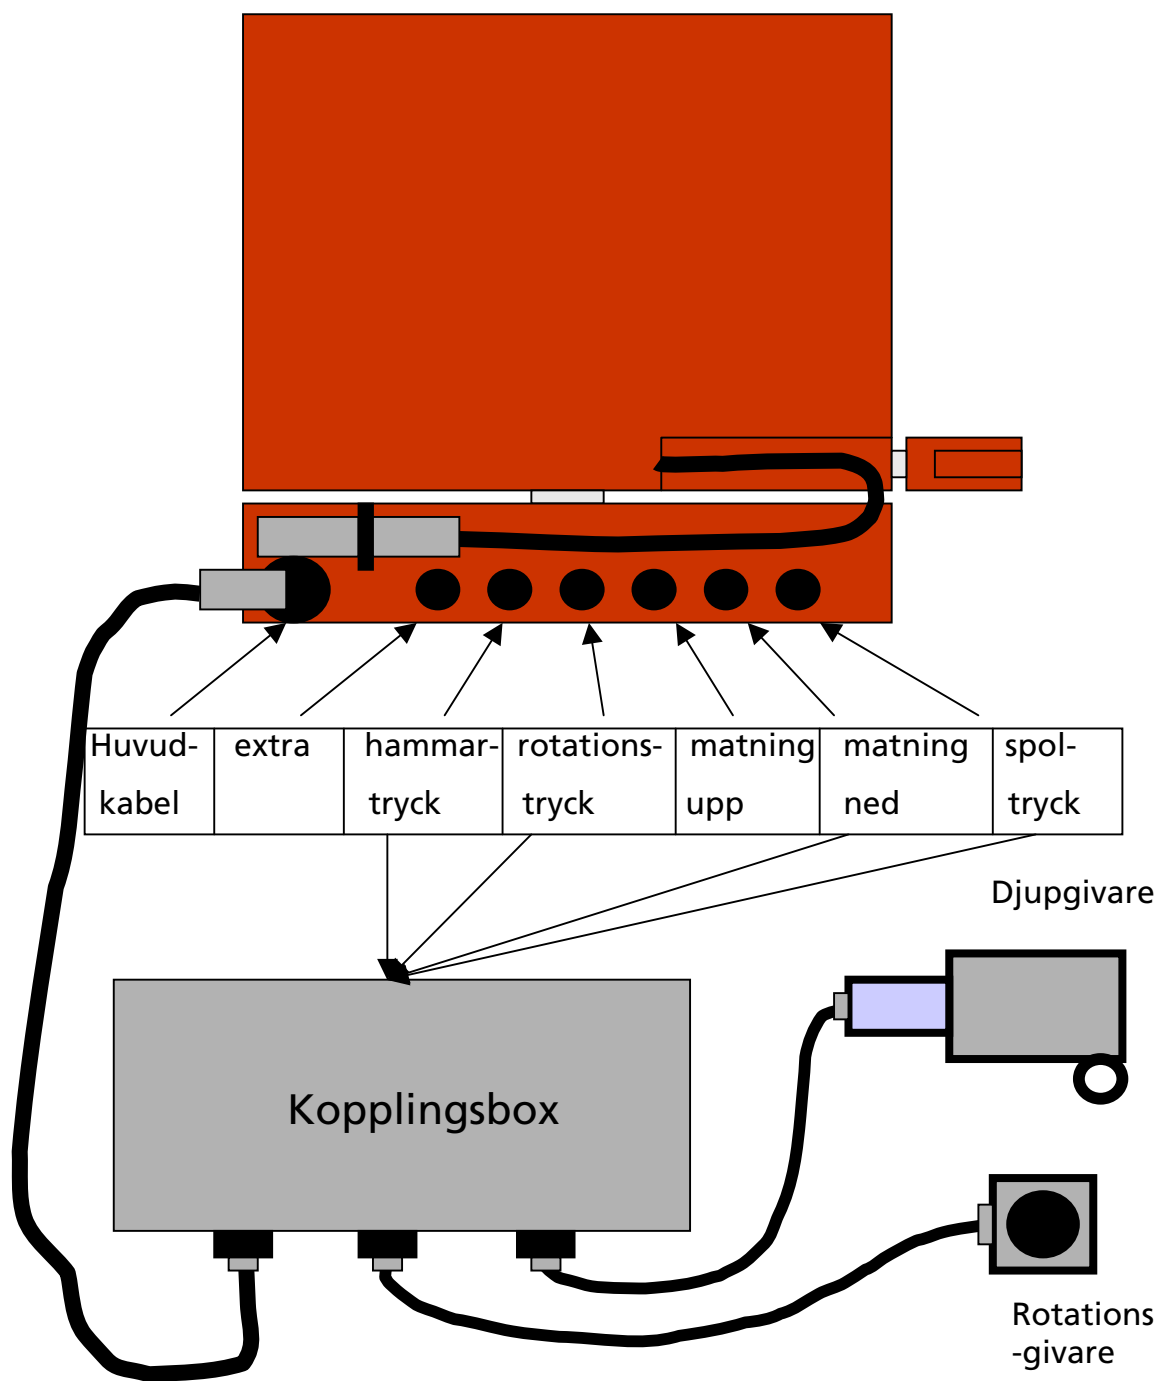 Huvud- extra hammar- rotations- matning matning spol-
kabel tryck tryck upp ned tryck
Djupgivare
Kopplingsbox
Rotations
-givare